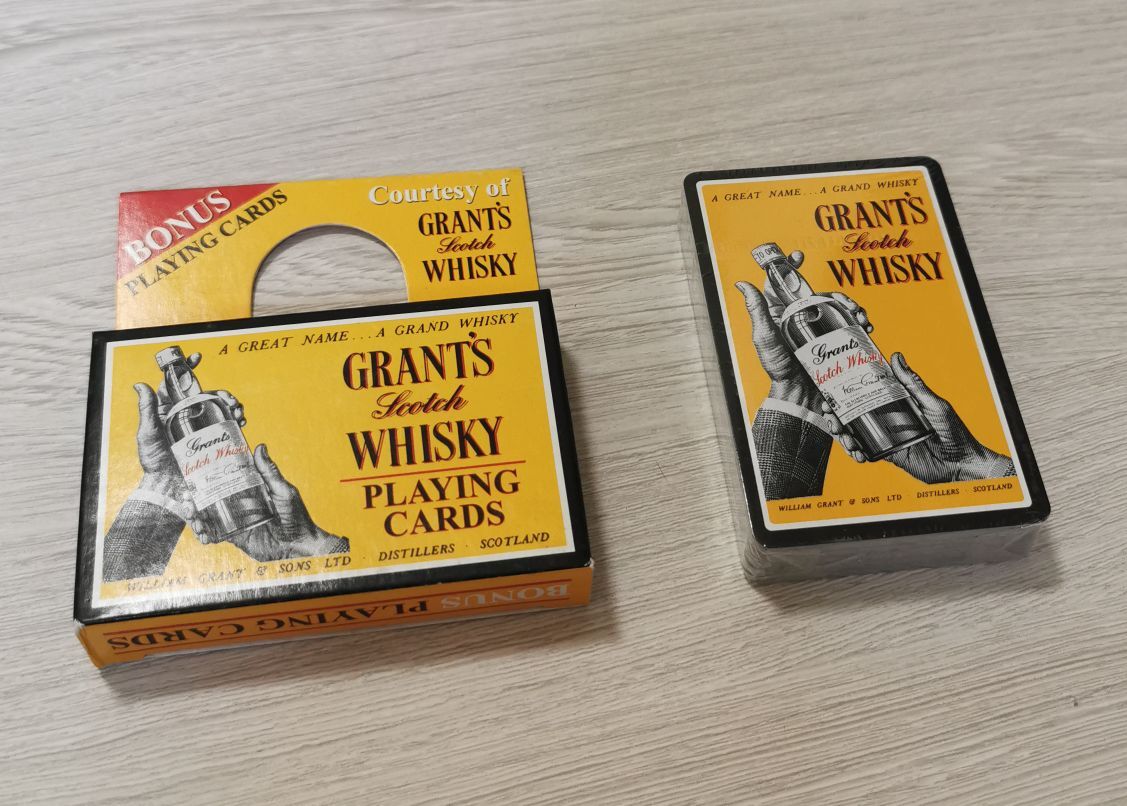 BONUS
PLAYING CARDS
Courtesy of
GRANT'S
Scotch
WHISKY
A GREAT NAME...A GRAND WHISKY
GRANT'S
Scotch
WHISKY
PLAYING
CARDS
Grant's
Scotch Whisky
WILLIAM GRANT & SONS LTD · DISTILLERS · SCOTLAND
BONUS PLAYING CARDS
A GREAT NAME...A GRAND WHISKY
GRANT'S
Scotch
WHISKY
Grant's
Scotch Whisky
WILLIAM GRANT & SONS LTD · DISTILLERS · SCOTLAND